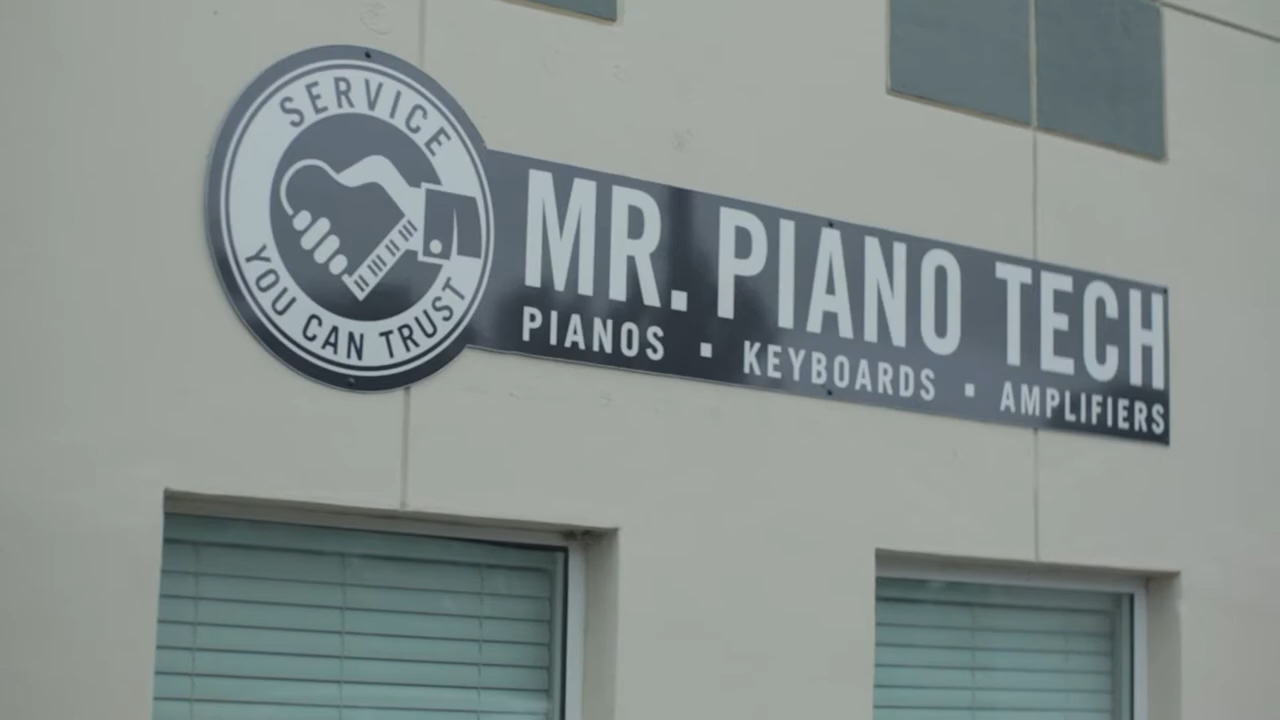 SERVICE
YOU CAN TRUST
MR. PIANO TECH
PIANOS ▪ KEYBOARDS ▪ AMPLIFIERS